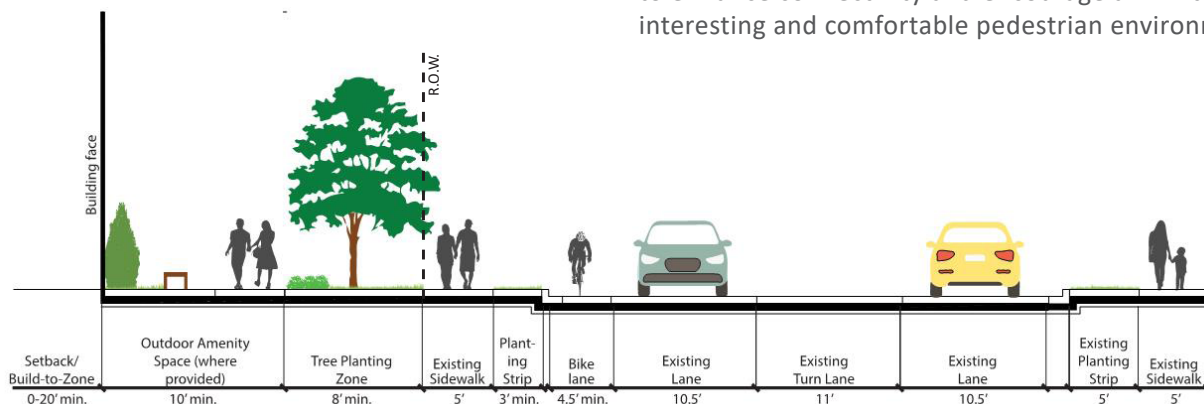 interesting and comfortable pedestrian environ
R.O.W.
Building face
Setback/
Build-to-Zone
0-20' min.
Outdoor Amenity
Space (where
provided)
10' min.
Tree Planting
Zone
8' min.
Existing
Sidewalk
5'
Plant-
ing
Strip
3' min.
Bike
lane
4.5' min.
Existing
Lane
10.5'
Existing
Turn Lane
11'
Existing
Lane
10.5'
Existing
Planting
Strip
5'
Existing
Sidewalk
5'